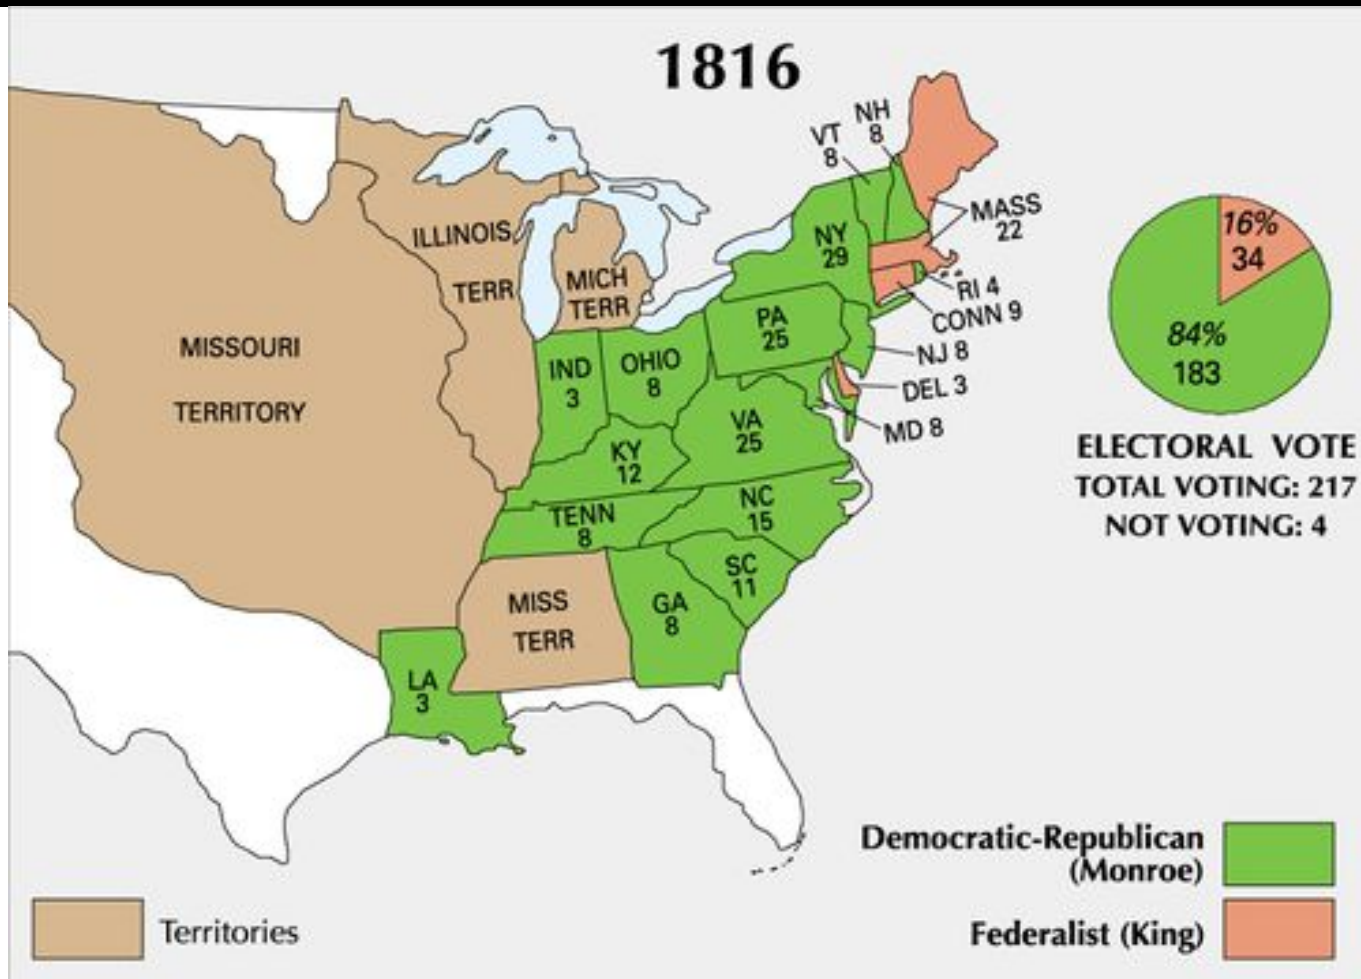 1816
NH
8
VT
8
MASS
22
ILLINOIS
TERR
MICH
TERR
NY
29
RI 4
CONN 9
PA
25
NJ 8
DEL 3
MD 8
MISSOURI
TERRITORY
IND
3
OHIO
8
VA
25
KY
12
NC
15
TENN
8
SC
11
MISS
TERR
GA
8
LA
3
16%
34
84%
183
ELECTORAL VOTE
TOTAL VOTING: 217
NOT VOTING: 4
Democratic-Republican
(Monroe)
Federalist (King)
Territories